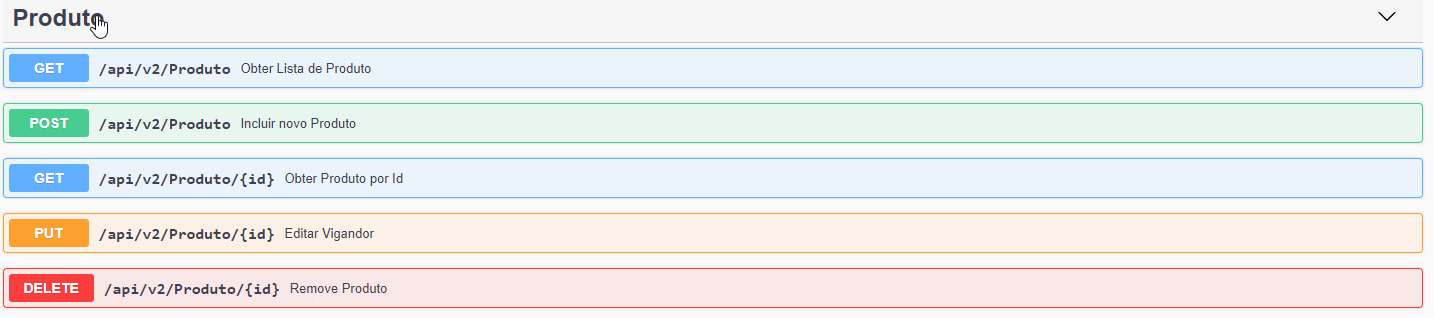 Produto
GET /api/v2/Produto Obter Lista de Produto
POST /api/v2/Produto Incluir novo Produto
GET /api/v2/Produto/{id} Obter Produto por Id
PUT /api/v2/Produto/{id} Editar Vigandor
DELETE /api/v2/Produto/{id} Remove Produto